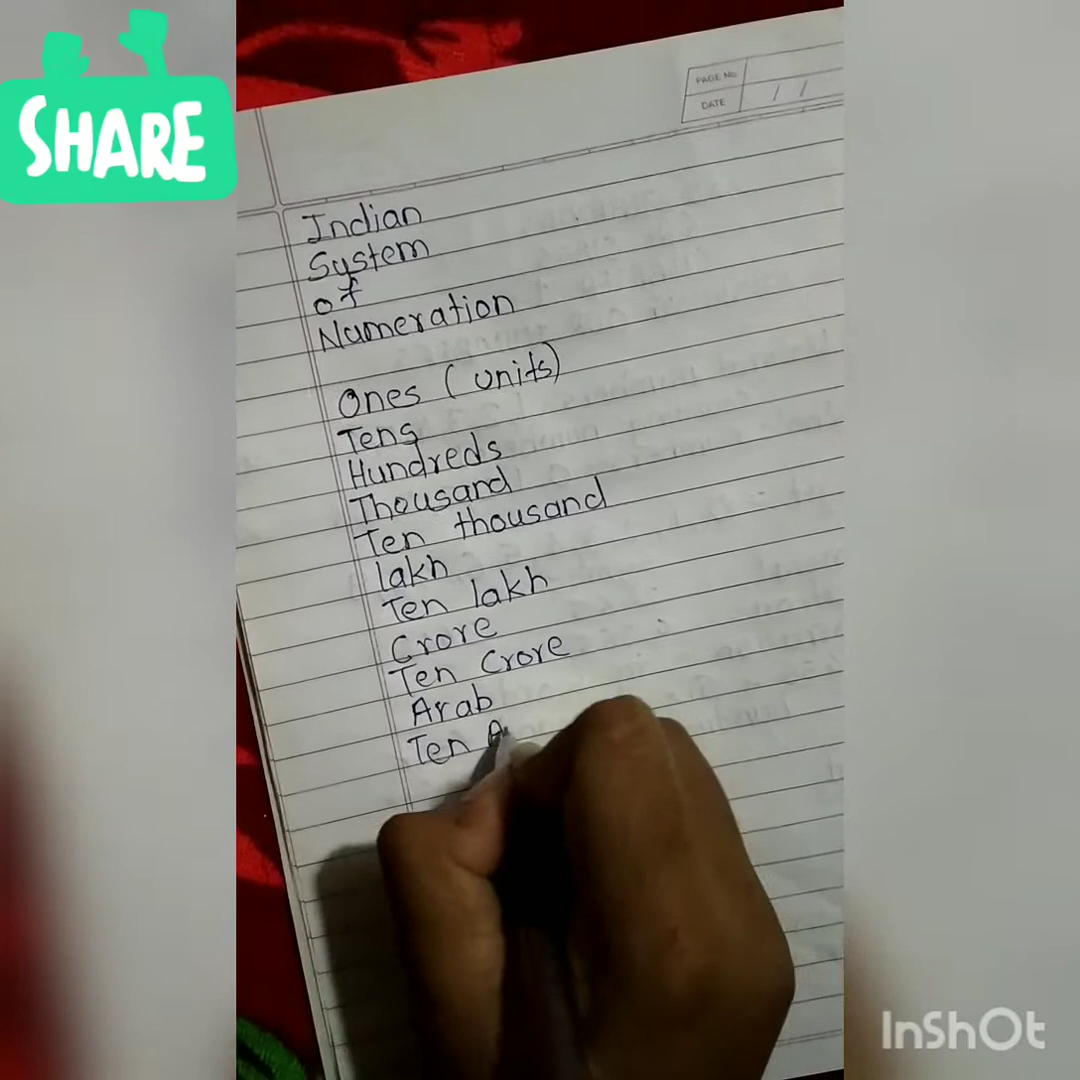 SHARE
PAGE No.
DATE / /
Indian
System
of
Numeration
Ones (units)
Tens
Hundreds
Thousand
Ten thousand
lakh
Ten lakh
Crore
Ten Crore
Arab
Ten A
InShOt